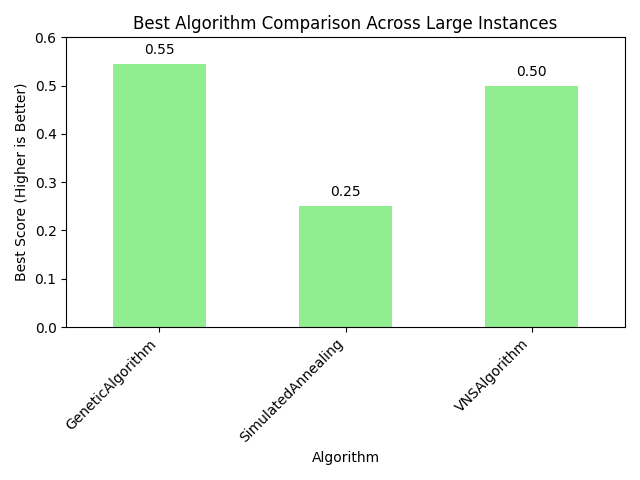 Best Algorithm Comparison Across Large Instances
Best Score (Higher is Better)
0.6
0.5
0.4
0.3
0.2
0.1
0.0
0.55
0.25
0.50
GeneticAlgorithm
SimulatedAnnealing
VNSAlgorithm
Algorithm